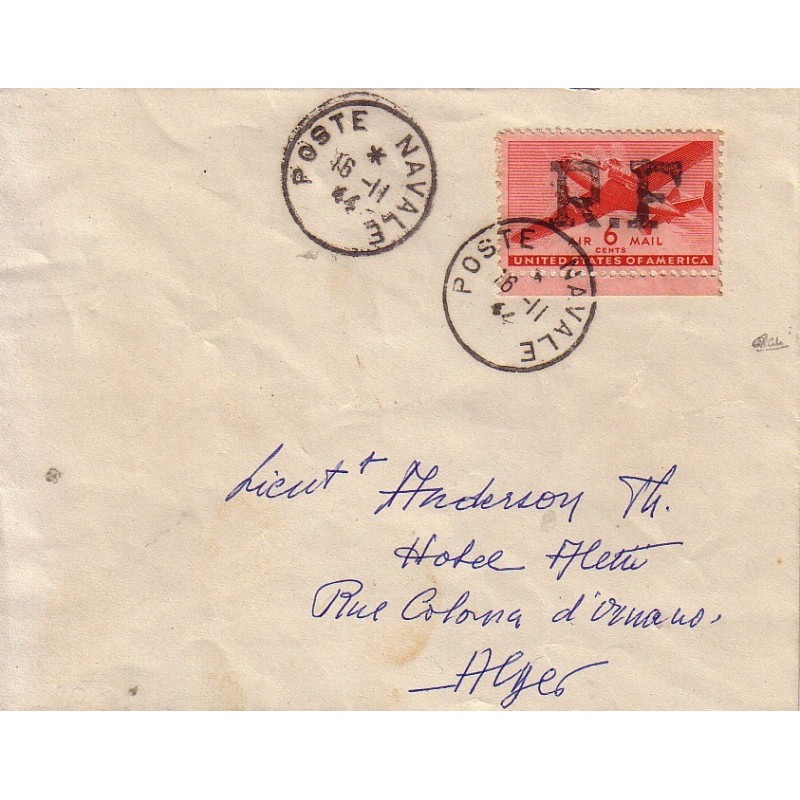 POSTE NAVALE
*
16 -11
44
R.F
AIR 6 MAIL
CENTS
UNITED STATES OF AMERICA
POSTE NAVALE
*
16 -11
44
Lieut t Anderson Th.
Hotel Aletti
Rue Colonna d'Ornano.
Alger